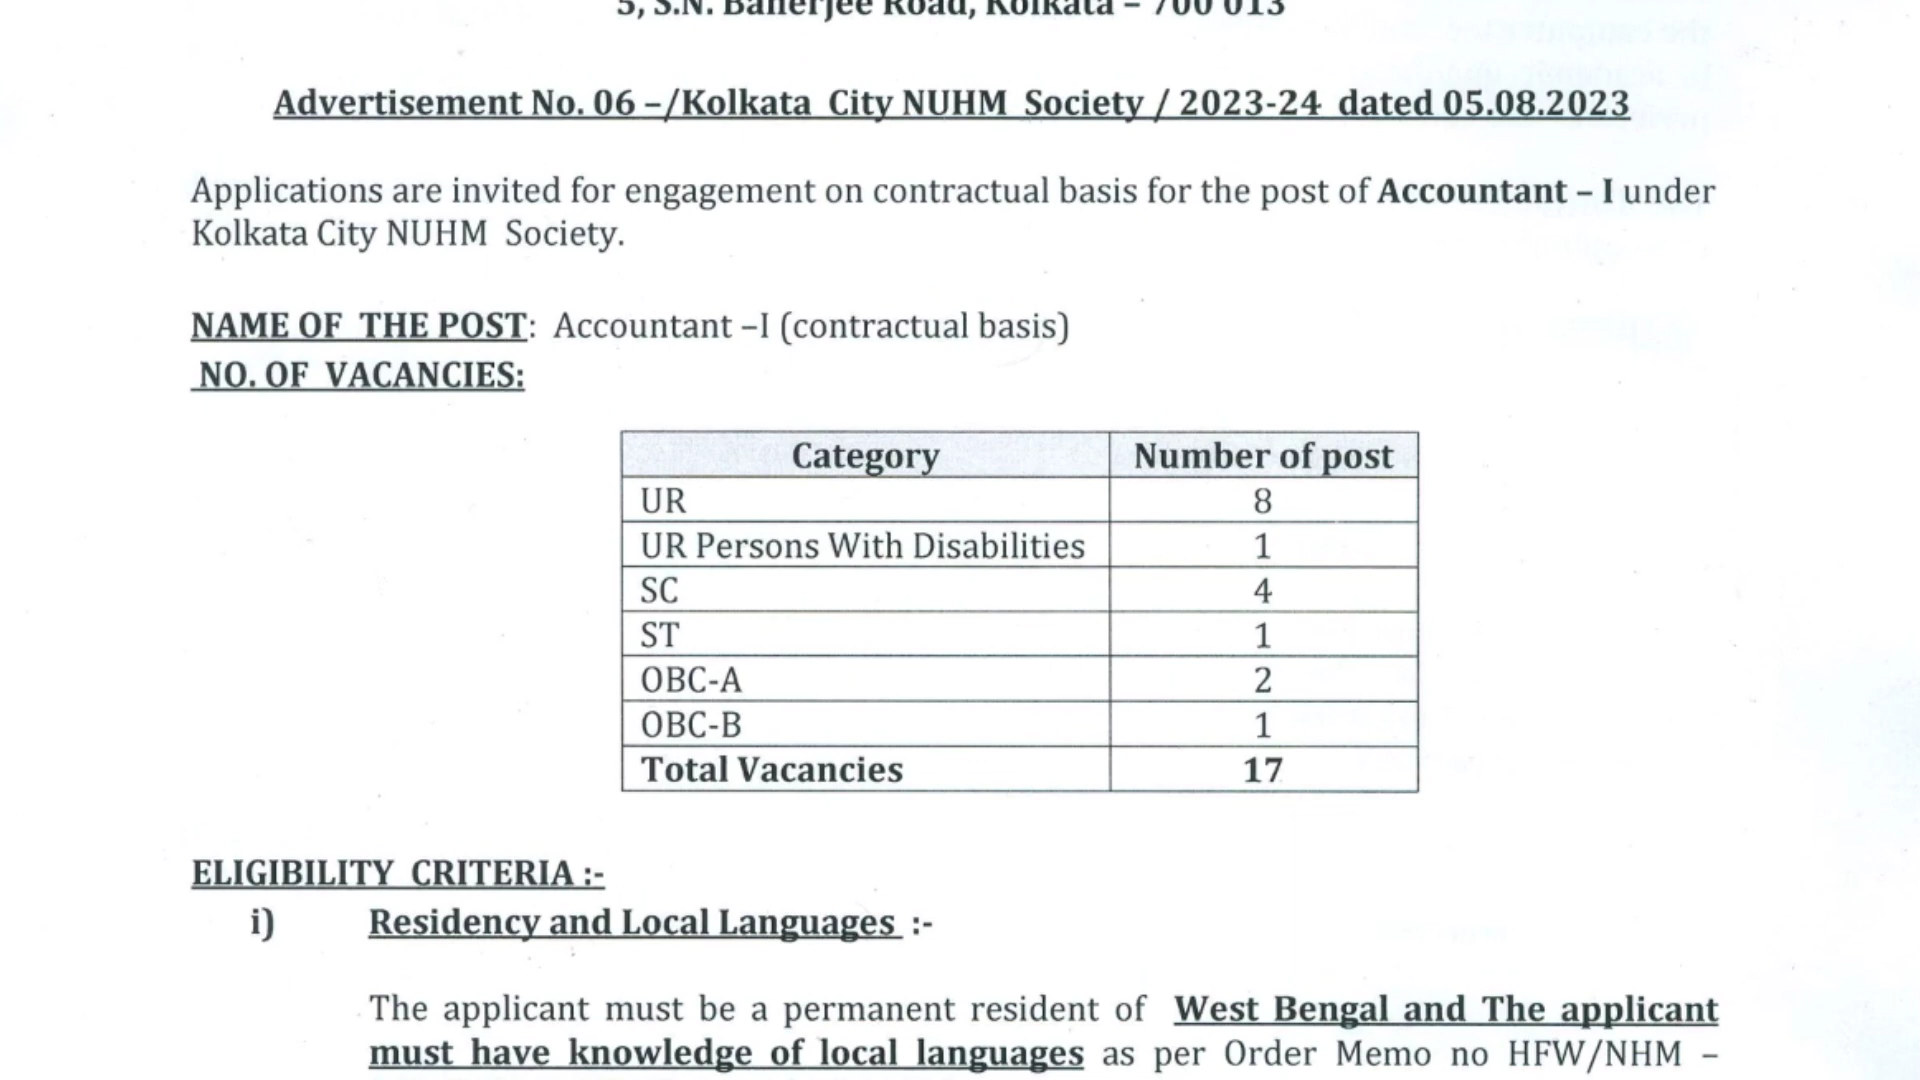 5, S.N. Banerjee Road, Kolkata – 700 013
Advertisement No. 06 –/Kolkata City NUHM Society / 2023-24 dated 05.08.2023
Applications are invited for engagement on contractual basis for the post of Accountant – I under
Kolkata City NUHM Society.
NAME OF THE POST: Accountant –I (contractual basis)
NO. OF VACANCIES:
Category Number of post
UR 8
UR Persons With Disabilities 1
SC 4
ST 1
OBC-A 2
OBC-B 1
Total Vacancies 17
ELIGIBILITY CRITERIA :-
i) Residency and Local Languages :-
The applicant must be a permanent resident of West Bengal and The applicant
must have knowledge of local languages as per Order Memo no HFW/NHM –